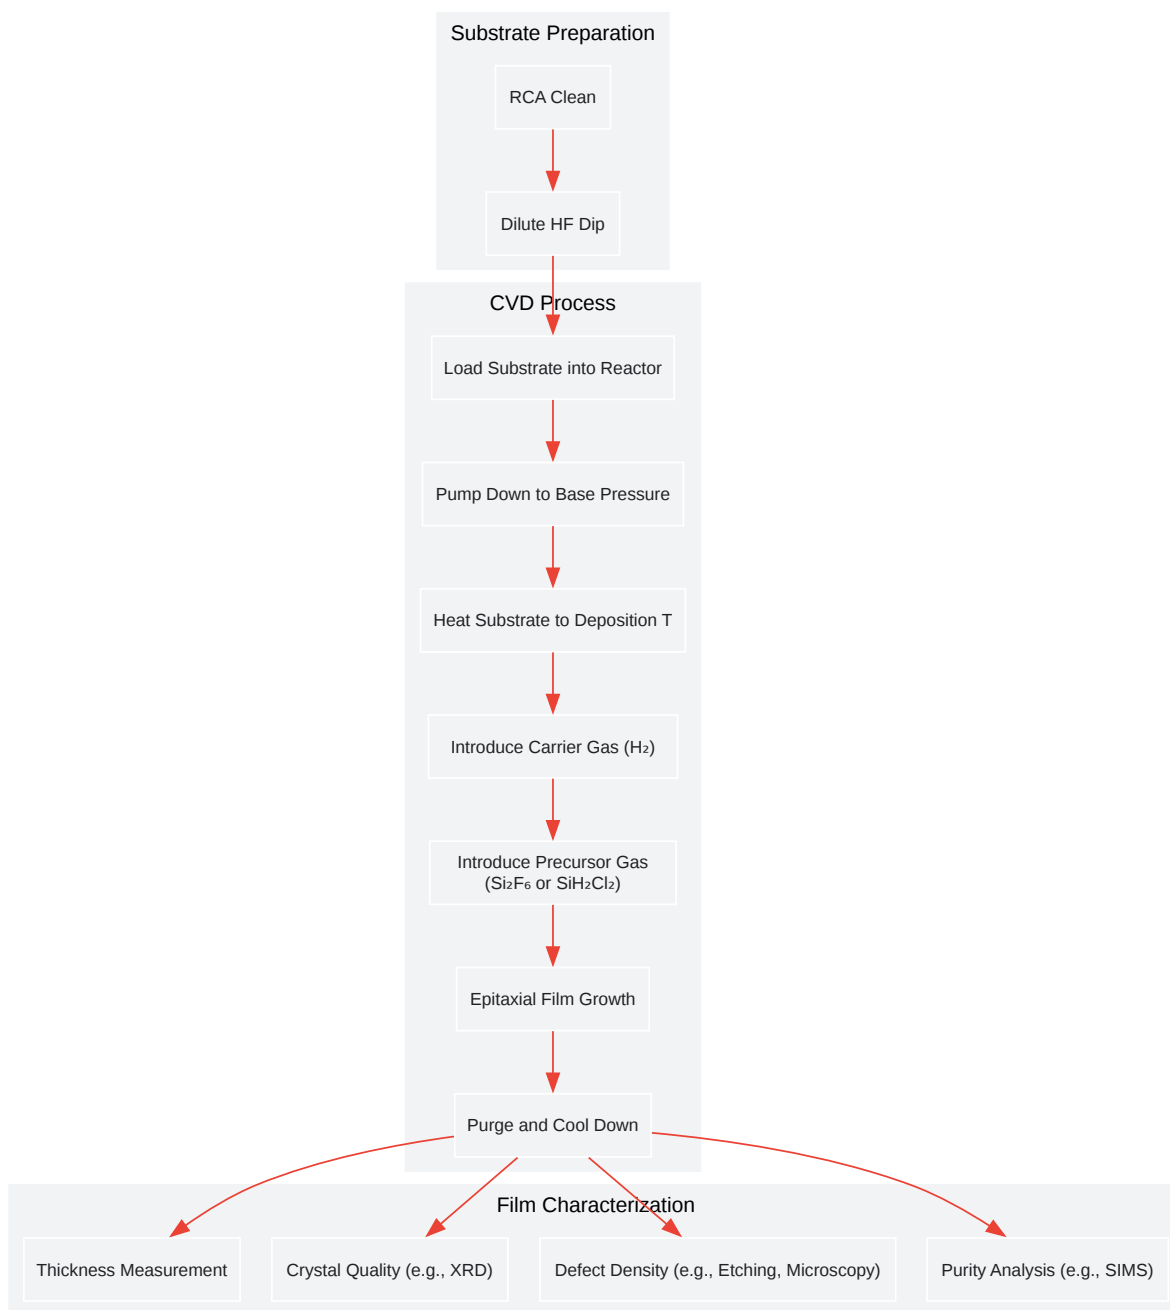 Substrate Preparation
RCA Clean
Dilute HF Dip
CVD Process
Load Substrate into Reactor
Pump Down to Base Pressure
Heat Substrate to Deposition T
Introduce Carrier Gas (H₂)
Introduce Precursor Gas
(Si₂F₆ or SiH₂Cl₂)
Epitaxial Film Growth
Purge and Cool Down
Film Characterization
Thickness Measurement
Crystal Quality (e.g., XRD)
Defect Density (e.g., Etching, Microscopy)
Purity Analysis (e.g., SIMS)